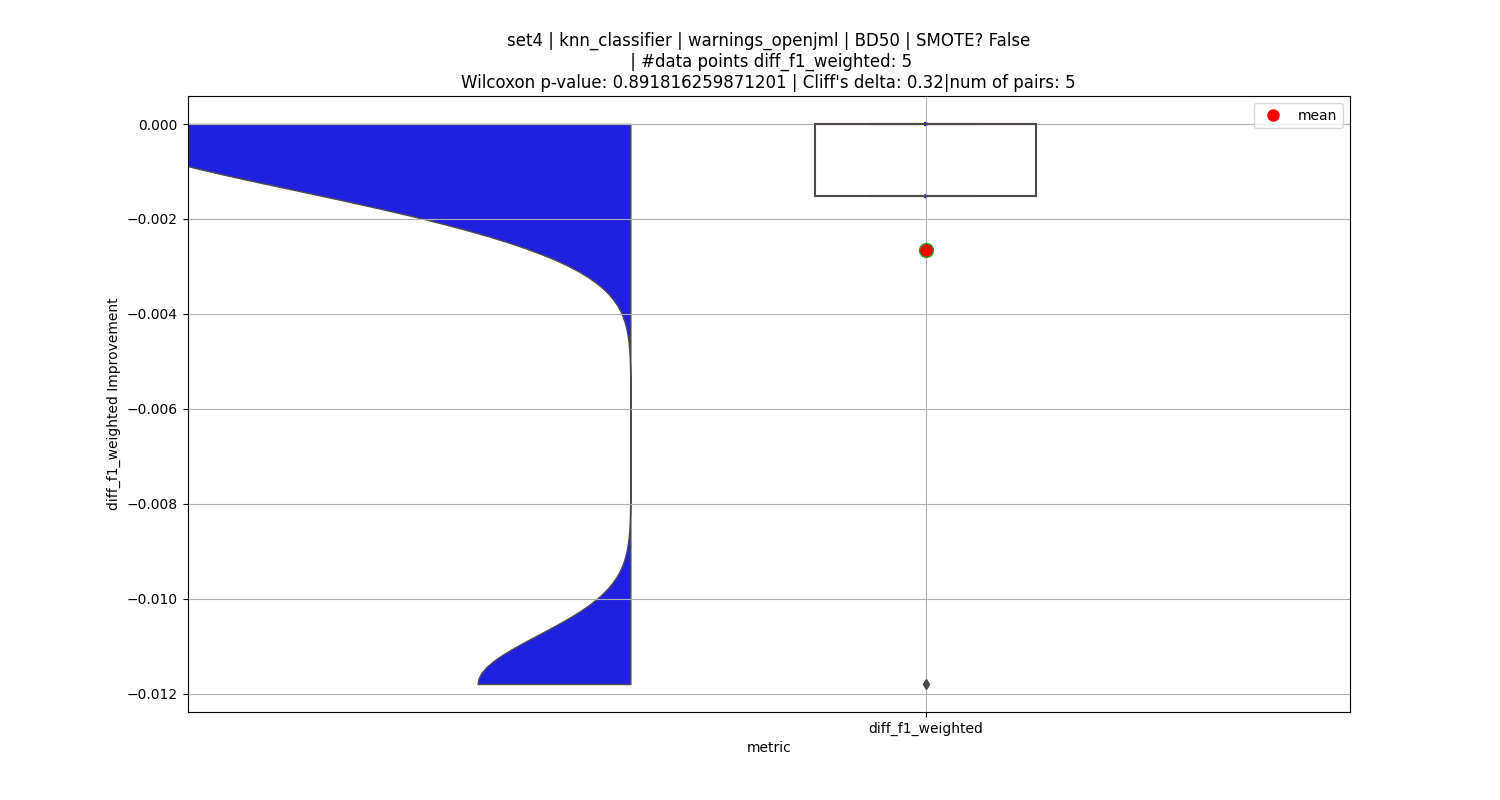 set4 | knn_classifier | warnings_openjml | BD50 | SMOTE? False
| #data points diff_f1_weighted: 5
Wilcoxon p-value: 0.891816259871201 | Cliff's delta: 0.32|num of pairs: 5
mean
0.000
−0.002
−0.004
−0.006
−0.008
−0.010
−0.012
diff_f1_weighted Improvement
diff_f1_weighted
metric